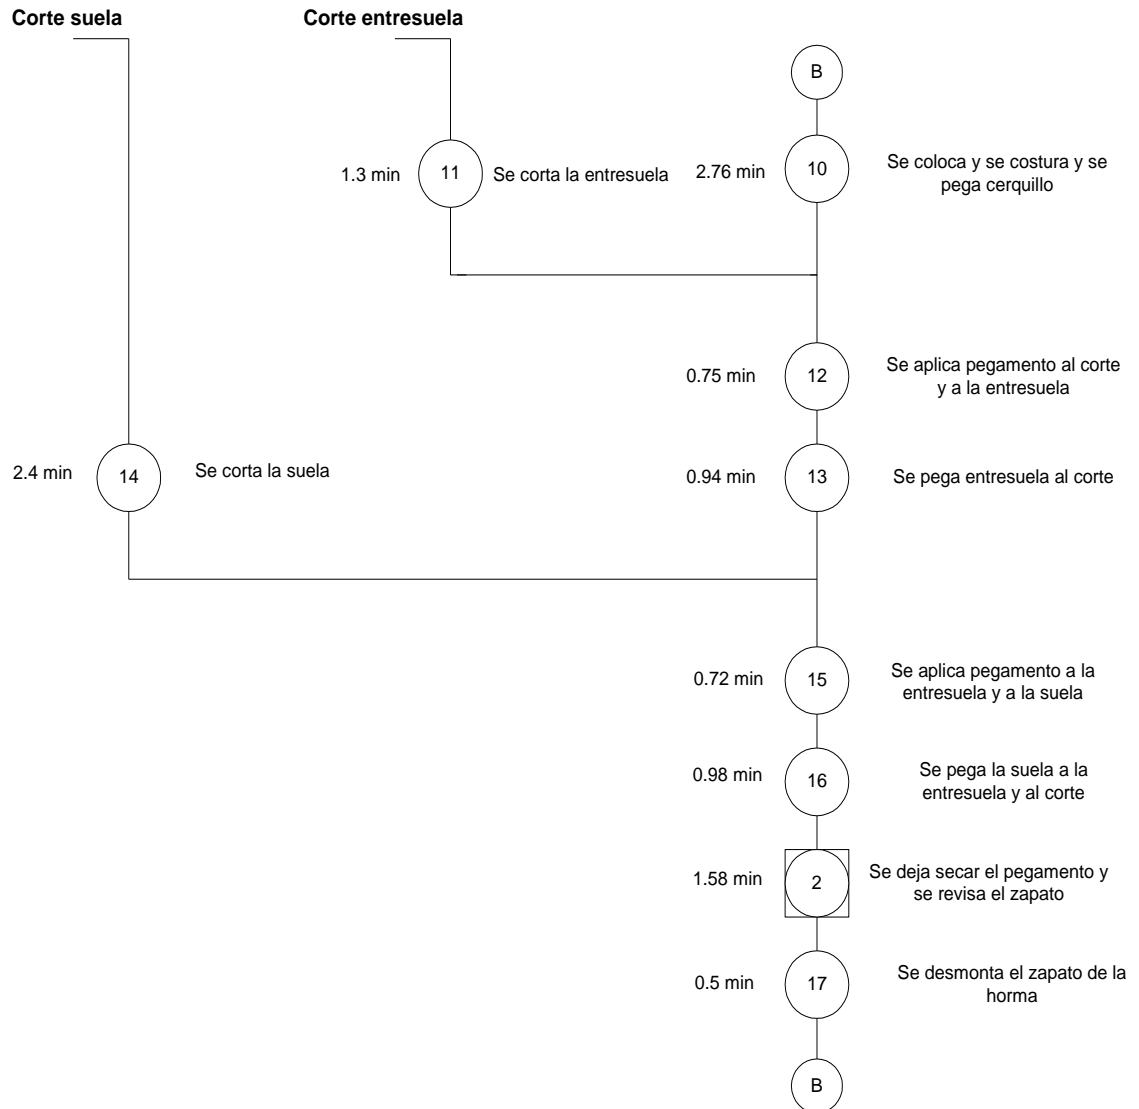 Corte suela
Corte entresuela
B
1.3 min
11
Se corta la entresuela
2.76 min
10
Se coloca y se costura y se
pega cerquillo
0.75 min
12
Se aplica pegamento al corte
y a la entresuela
2.4 min
14
Se corta la suela
0.94 min
13
Se pega entresuela al corte
0.72 min
15
Se aplica pegamento a la
entresuela y a la suela
0.98 min
16
Se pega la suela a la
entresuela y al corte
1.58 min
2
Se deja secar el pegamento y
se revisa el zapato
0.5 min
17
Se desmonta el zapato de la
horma
B